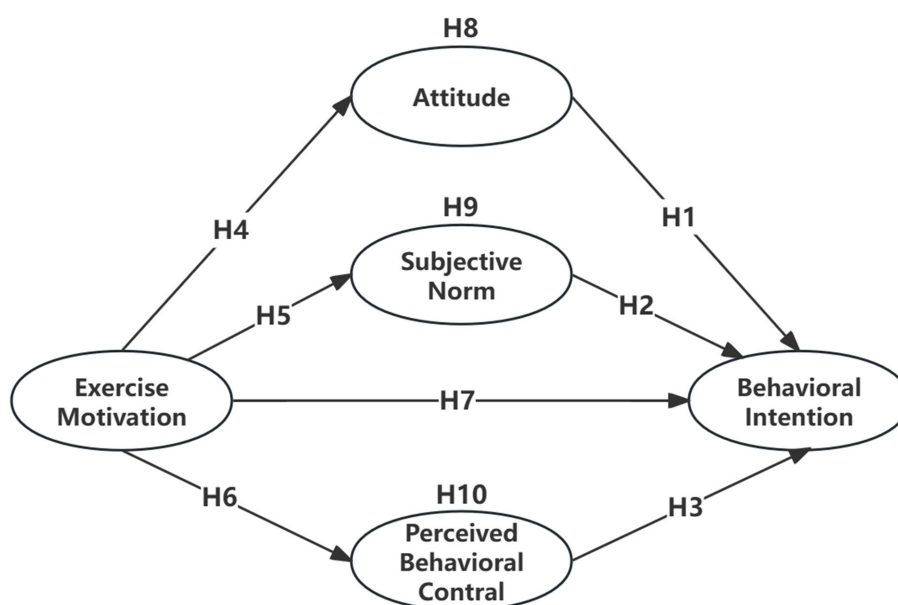 H8
Attitude
H4
H1
H9
Subjective
Norm
H5
H2
Exercise
Motivation
H7
Behavioral
Intention
H6
H10
Perceived
Behavioral
Contral
H3